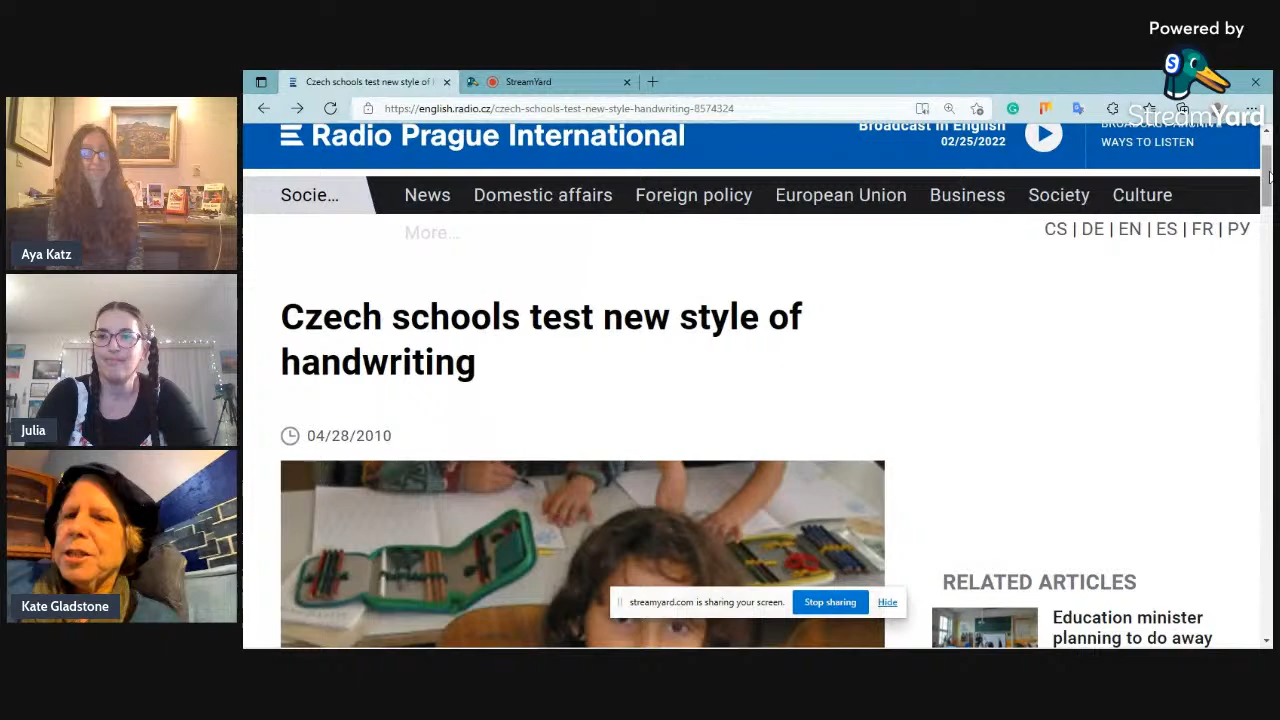 Powered by
StreamYard
Czech schools test new style of
StreamYard
https://english.radio.cz/czech-schools-test-new-style-handwriting-8574324
Radio Prague International
Broadcast in English
02/25/2022
WAYS TO LISTEN
Socie...
News
Domestic affairs
Foreign policy
European Union
Business
Society
Culture
More...
CS | DE | EN | ES | FR | РУ
Czech schools test new style of
handwriting
04/28/2010
RELATED ARTICLES
Education minister
planning to do away
streamyard.com is sharing your screen.
Stop sharing
Hide
Aya Katz
Julia
Kate Gladstone